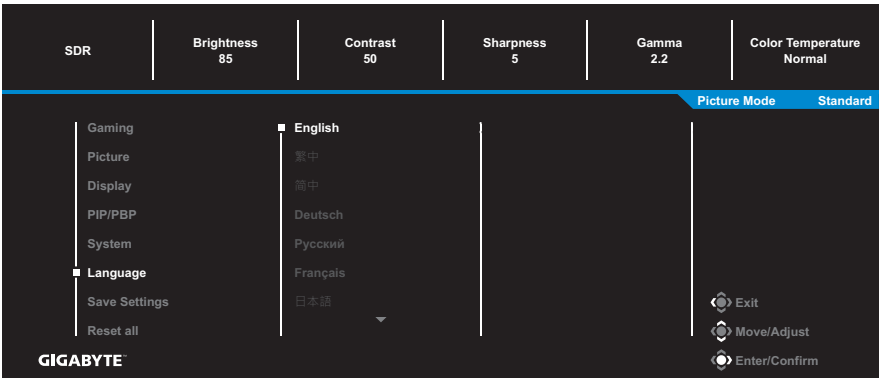 SDR
Brightness
85
Contrast
50
Sharpness
5
Gamma
2.2
Color Temperature
Normal
Picture Mode Standard
Gaming
Picture
Display
PIP/PBP
System
Language
Save Settings
Reset all
English
繁中
简中
Deutsch
Русский
Français
日本語
Exit
Move/Adjust
Enter/Confirm
GIGABYTE™